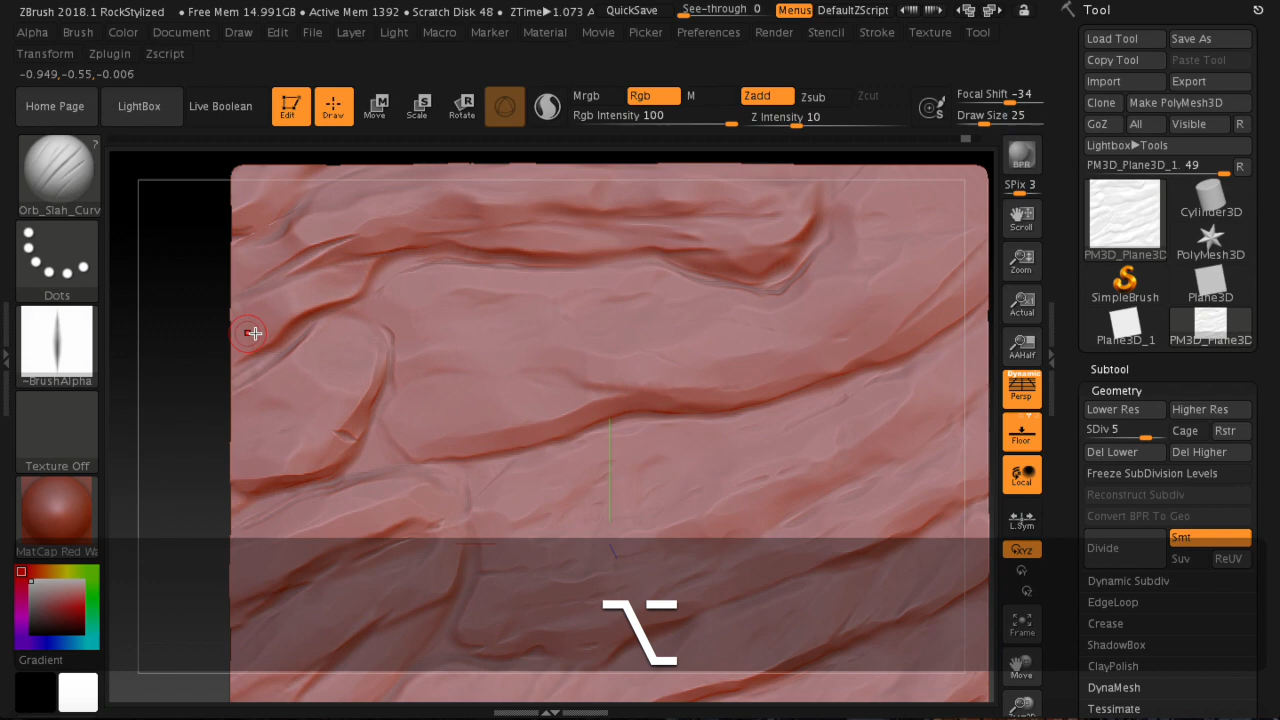 ZBrush 2018.1 RockStylized • Free Mem 14.991GB • Active Mem 1392 • Scratch Disk 48 • ZTime▶1.073 A QuickSave See-through 0 Menus DefaultZScript Tool
Alpha Brush Color Document Draw Edit File Layer Light Macro Marker Material Movie Picker Preferences Render Stencil Stroke Texture Tool
Transform Zplugin Zscript
-0.949,-0.55,-0.006
Home Page LightBox Live Boolean Edit Draw Move Scale Rotate
Mrgb Rgb M Zadd Zsub Zcut
Rgb Intensity 100 Z Intensity 10
S
Focal Shift -34
Draw Size 25
?
Orb_Slah_Curv
Dots
~BrushAlpha
Texture Off
MatCap Red Wa
Gradient
BPR
SPix 3
Scroll
Zoom
Actual
AAHalf
Dynamic
Persp
Floor
Local
L.Sym
XYZ
Frame
Move
Load Tool Save As
Copy Tool Paste Tool
Import Export
Clone Make PolyMesh3D
GoZ All Visible R
Lightbox▶Tools
PM3D_Plane3D_1. 49 R
Cylinder3D
PM3D_Plane3D PolyMesh3D
SimpleBrush Plane3D
Plane3D_1 PM3D_Plane3D
Subtool
Geometry
Lower Res Higher Res
SDiv 5 Cage Rstr
Del Lower Del Higher
Freeze SubDivision Levels
Reconstruct Subdiv
Convert BPR To Geo
Divide Smt
Suv ReUV
Dynamic Subdiv
EdgeLoop
Crease
ShadowBox
ClayPolish
DynaMesh
Tessimate